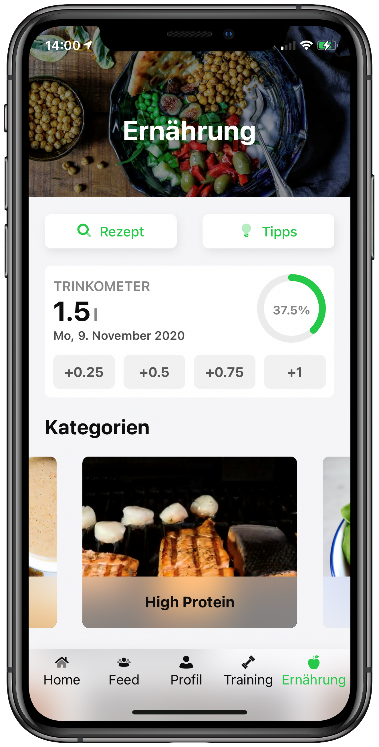 14:00
Ernährung
Rezept
Tipps
TRINKOMETER
1.5 l
37.5%
Mo, 9. November 2020
+0.25 +0.5 +0.75 +1
Kategorien
High Protein
Home Feed Profil Training Ernährung